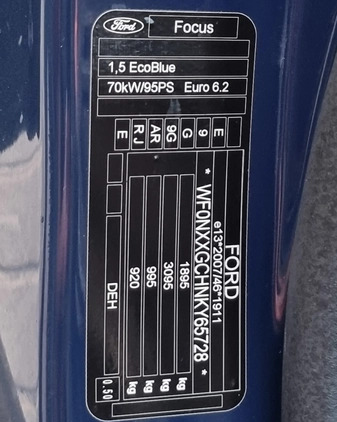 Ford
Focus
1,5 EcoBlue
70kW/95PS Euro 6.2
FORD
e13*2007/46*1911
* WF0NXXGCHNKY65728 *
1895 kg
3095 kg
995 kg
920 kg
DEH
0.50
E 9 G 9G AR RJ E